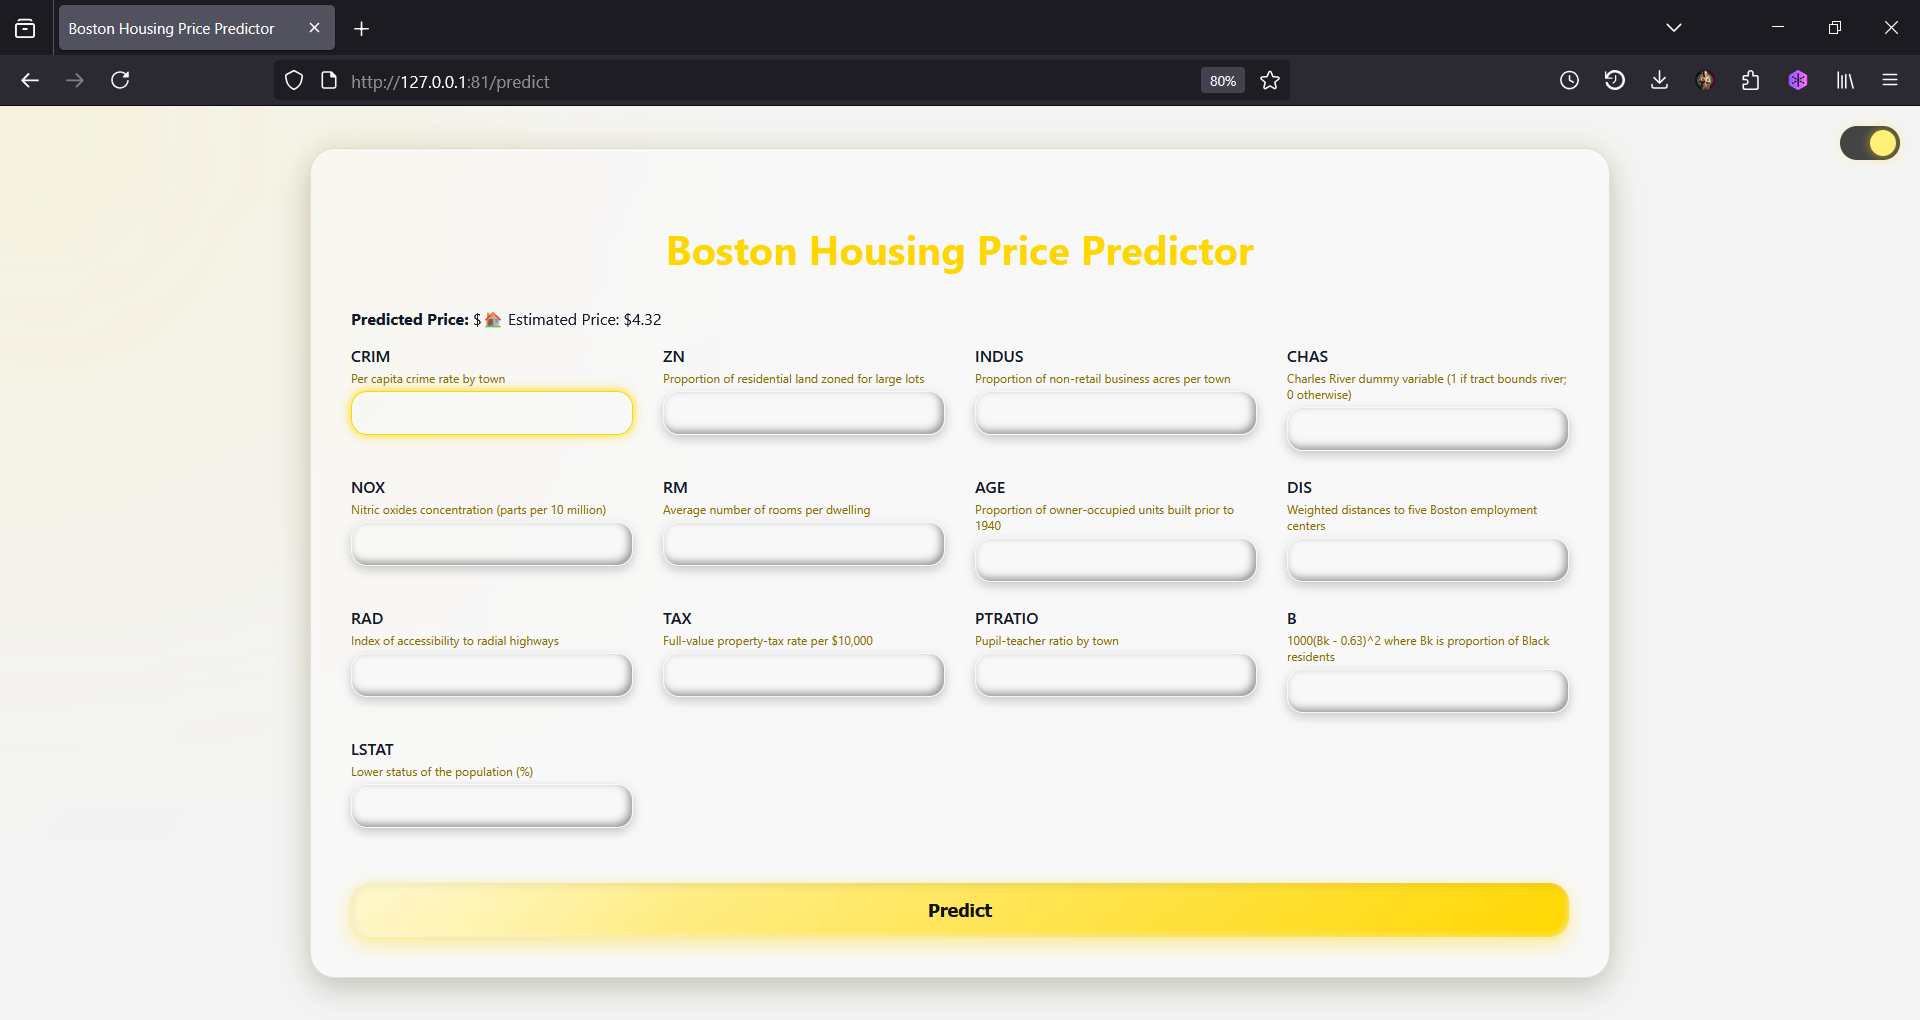 Boston Housing Price Predictor
http://127.0.0.1:81/predict
80%
Boston Housing Price Predictor
Predicted Price: $🏠 Estimated Price: $4.32
CRIM
Per capita crime rate by town
ZN
Proportion of residential land zoned for large lots
INDUS
Proportion of non-retail business acres per town
CHAS
Charles River dummy variable (1 if tract bounds river;
0 otherwise)
NOX
Nitric oxides concentration (parts per 10 million)
RM
Average number of rooms per dwelling
AGE
Proportion of owner-occupied units built prior to
1940
DIS
Weighted distances to five Boston employment
centers
RAD
Index of accessibility to radial highways
TAX
Full-value property-tax rate per $10,000
PTRATIO
Pupil-teacher ratio by town
B
1000(Bk - 0.63)^2 where Bk is proportion of Black
residents
LSTAT
Lower status of the population (%)
Predict